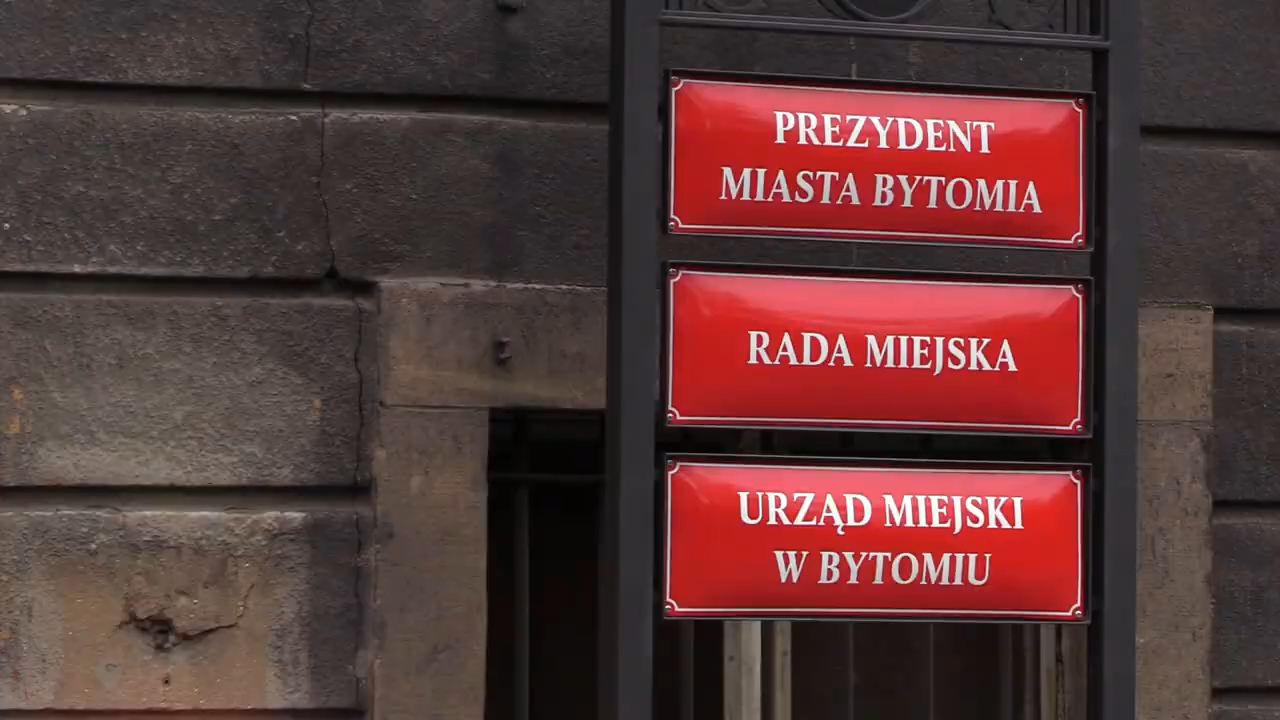 PREZYDENT
MIASTA BYTOMIA
RADA MIEJSKA
URZĄD MIEJSKI
W BYTOMIU